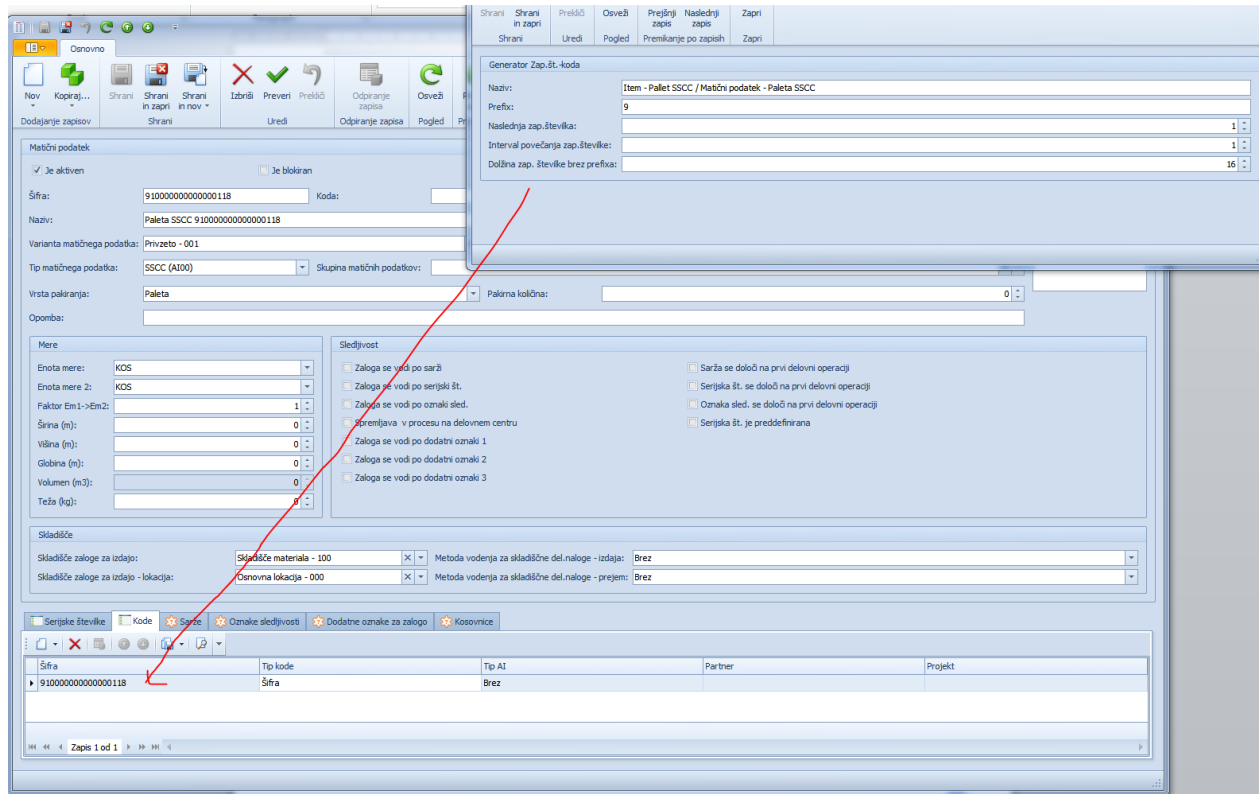 Shrani Shrani in zapri Prekliči Osveži Prejšnji zapis Naslednji zapis Zapri
Shrani Uredi Pogled Premikanje po zapisih Zapri
Generator Zap.št.-koda
Naziv: Item - Pallet SSCC / Matični podatek - Paleta SSCC
Prefix: 9
Naslednja zap.številka: 1
Interval povečanja zap.številke: 1
Dolžina zap. številke brez prefixa: 16
Osnovno
Nov Kopiraj... Shrani Shrani in zapri Shrani in nov Izbriši Preveri Prekliči Odpiranje zapisa Osveži
Dodajanje zapisov Shrani Uredi Odpiranje zapisa Pogled
Matični podatek
Je aktiven Je blokiran
Šifra: 910000000000000118 Koda:
Naziv: Paleta SSCC 910000000000000118
Varianta matičnega podatka: Privzeto - 001
Tip matičnega podatka: SSCC (AI00) Skupina matičnih podatkov:
Vrsta pakiranja: Paleta Pakirna količina: 0
Opomba:
Mere Sledljivost
Enota mere: KOS Zaloga se vodi po sarži Sarža se določi na prvi delovni operaciji
Enota mere 2: KOS Zaloga se vodi po serijski št. Serijska št. se določi na prvi delovni operaciji
Faktor Em1->Em2: 1 Zaloga se vodi po oznaki sled. Oznaka sled. se določi na prvi delovni operaciji
Širina (m): 0 Spremljava v procesu na delovnem centru Serijska št. je preddefinirana
Višina (m): 0 Zaloga se vodi po dodatni oznaki 1
Globina (m): 0 Zaloga se vodi po dodatni oznaki 2
Volumen (m3): 0 Zaloga se vodi po dodatni oznaki 3
Teža (kg): 0
Skladišče
Skladišče zaloge za izdajo: Skladišče materiala - 100 Metoda vodenja za skladiščne del.naloge - izdaja: Brez
Skladišče zaloge za izdajo - lokacija: Osnovna lokacija - 000 Metoda vodenja za skladiščne del.naloge - prejem: Brez
Serijske številke Kode Sarže Oznake sledljivosti Dodatne oznake za zalogo Kosovnice
Šifra Tip kode Tip AI Partner Projekt
910000000000000118 Šifra Brez
Zapis 1 od 1